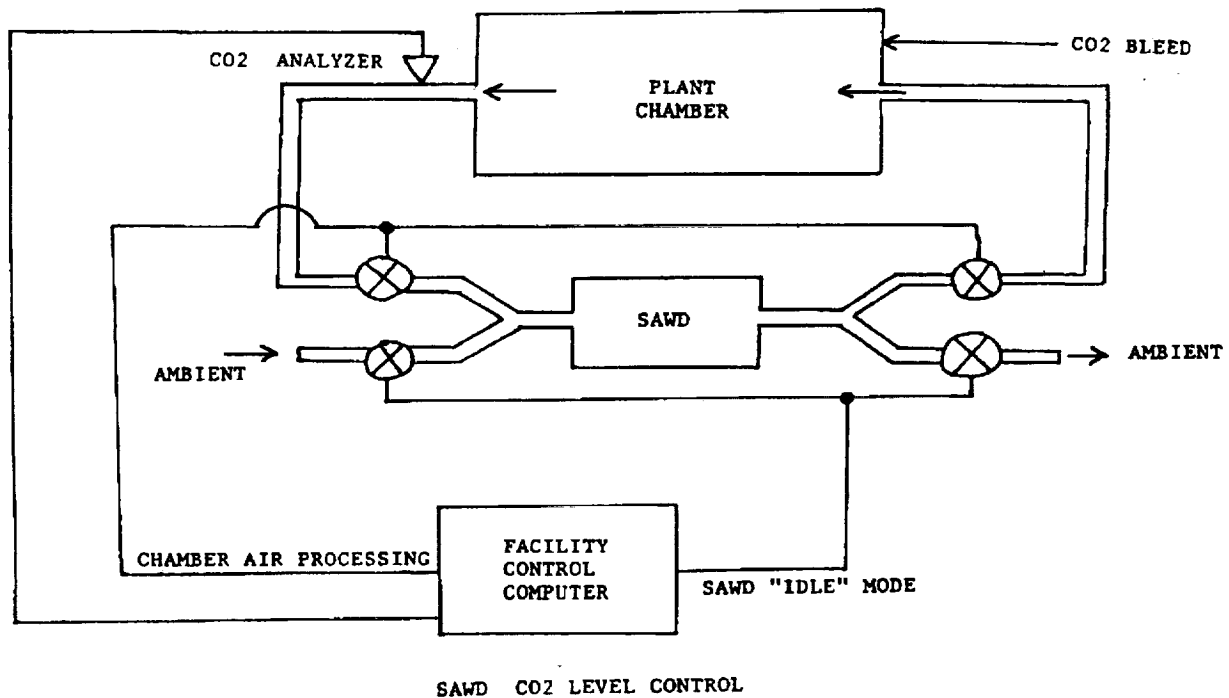 CO2 ANALYZER
PLANT
CHAMBER
CO2 BLEED
SAWD
AMBIENT
AMBIENT
CHAMBER AIR PROCESSING
FACILITY
CONTROL
COMPUTER
SAWD "IDLE" MODE
SAWD CO2 LEVEL CONTROL